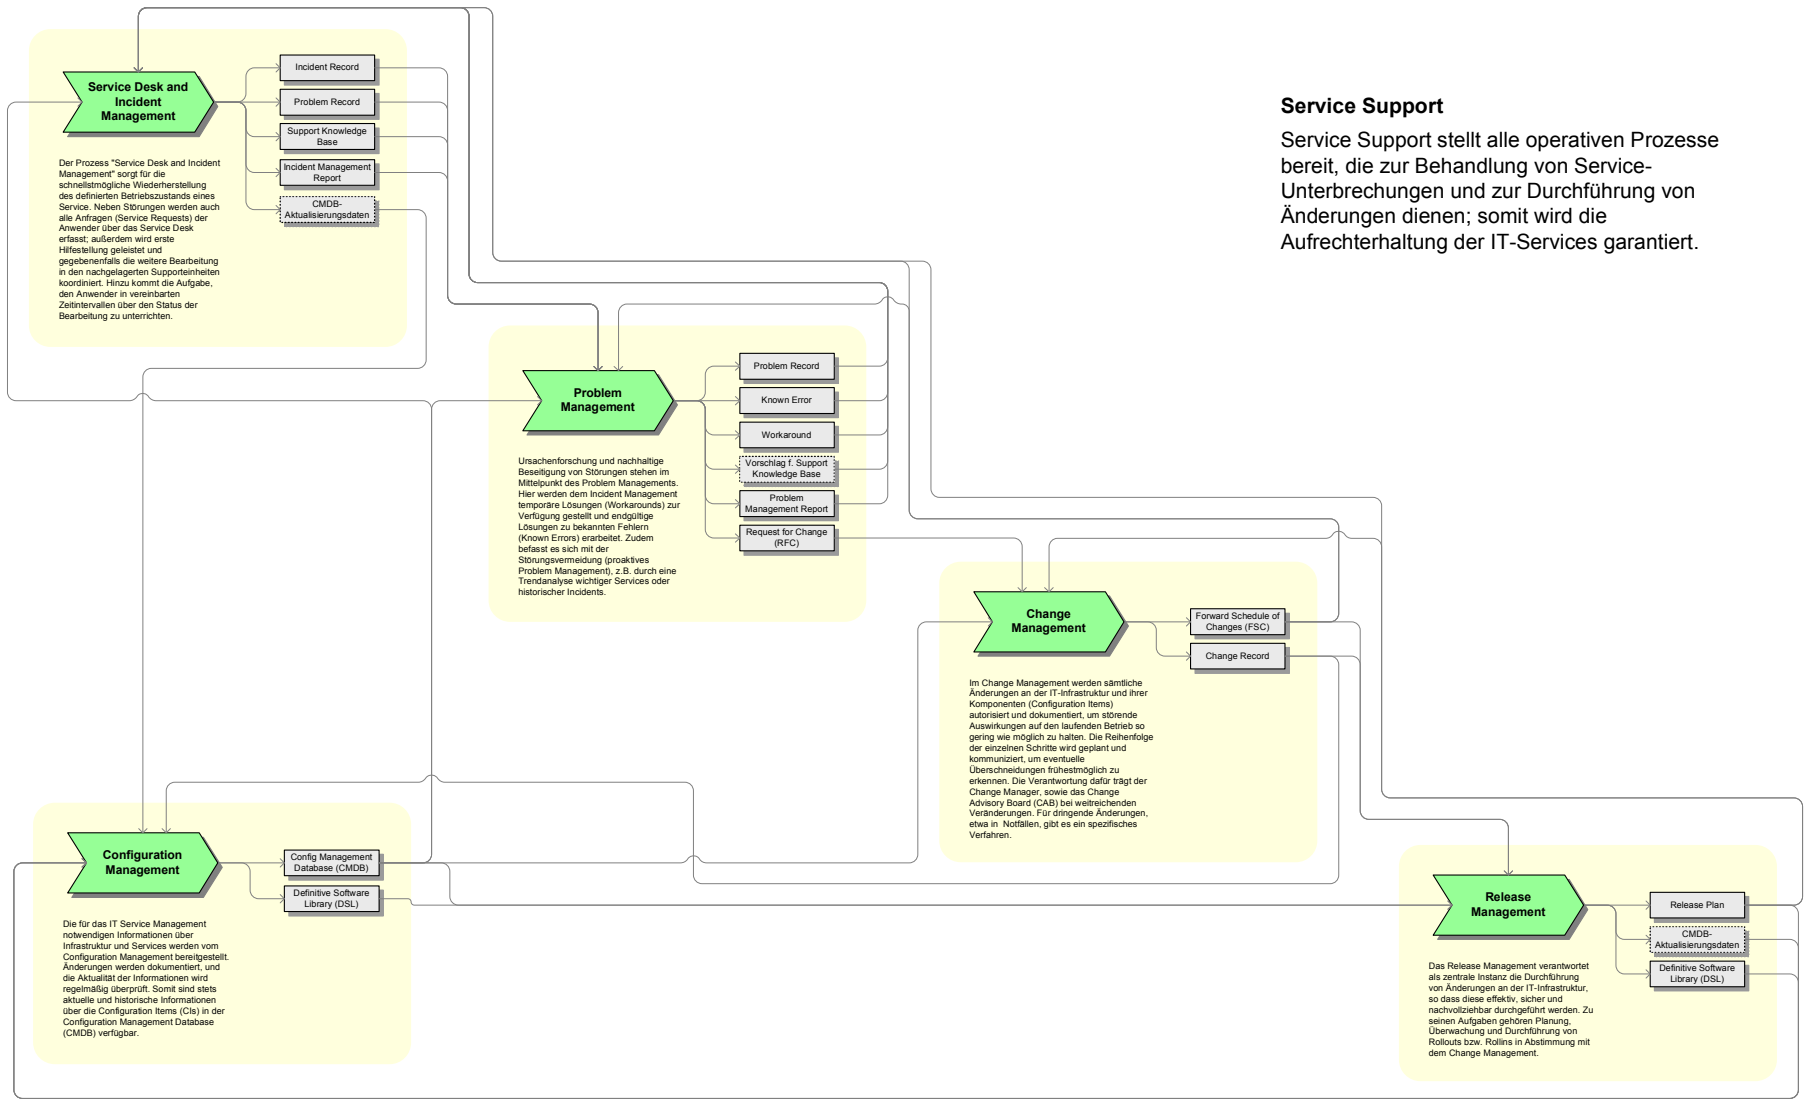 Service Desk and
Incident
Management
Incident Record
Problem Record
Support Knowledge
Base
Incident Management
Report
CMDB-
Aktualisierungsdaten
Der Prozess "Service Desk and Incident
Management" sorgt für die
schnellstmögliche Wiederherstellung
des definierten Betriebszustands eines
Service. Neben Störungen werden auch
alle Anfragen (Service Requests) der
Anwender über das Service Desk
erfasst; außerdem wird erste
Hilfestellung geleistet und
gegebenenfalls die weitere Bearbeitung
in den nachgelagerten Supporteinheiten
koordiniert. Hinzu kommt die Aufgabe,
den Anwender in vereinbarten
Zeitintervallen über den Status der
Bearbeitung zu unterrichten.
Service Support
Service Support stellt alle operativen Prozesse
bereit, die zur Behandlung von Service-
Unterbrechungen und zur Durchführung von
Änderungen dienen; somit wird die
Aufrechterhaltung der IT-Services garantiert.
Problem
Management
Problem Record
Known Error
Workaround
Vorschlag f. Support
Knowledge Base
Problem
Management Report
Request for Change
(RFC)
Ursachenforschung und nachhaltige
Beseitigung von Störungen stehen im
Mittelpunkt des Problem Managements.
Hier werden dem Incident Management
temporäre Lösungen (Workarounds) zur
Verfügung gestellt und endgültige
Lösungen zu bekannten Fehlern
(Known Errors) erarbeitet. Zudem
befasst es sich mit der
Störungsvermeidung (proaktives
Problem Management), z.B. durch eine
Trendanalyse wichtiger Services oder
historischer Incidents.
Change
Management
Forward Schedule of
Changes (FSC)
Change Record
Im Change Management werden sämtliche
Änderungen an der IT-Infrastruktur und ihrer
Komponenten (Configuration Items)
autorisiert und dokumentiert, um störende
Auswirkungen auf den laufenden Betrieb so
gering wie möglich zu halten. Die Reihenfolge
der einzelnen Schritte wird geplant und
kommuniziert, um eventuelle
Überschneidungen frühestmöglich zu
erkennen. Die Verantwortung dafür trägt der
Change Manager, sowie das Change
Advisory Board (CAB) bei weitreichenden
Veränderungen. Für dringende Änderungen,
etwa in  Notfällen, gibt es ein spezifisches
Verfahren.
Configuration
Management
Config Management
Database (CMDB)
Definitive Software
Library (DSL)
Die für das IT Service Management
notwendigen Informationen über
Infrastruktur und Services werden vom
Configuration Management bereitgestellt.
Änderungen werden dokumentiert, und
die Aktualität der Informationen wird
regelmäßig überprüft. Somit sind stets
aktuelle und historische Informationen
über die Configuration Items (CIs) in der
Configuration Management Database
(CMDB) verfügbar.
Release
Management
Release Plan
CMDB-
Aktualisierungsdaten
Definitive Software
Library (DSL)
Das Release Management verantwortet
als zentrale Instanz die Durchführung
von Änderungen an der IT-Infrastruktur,
so dass diese effektiv, sicher und
nachvollziehbar durchgeführt werden. Zu
seinen Aufgaben gehören Planung,
Überwachung und Durchführung von
Rollouts bzw. Rollins in Abstimmung mit
dem Change Management.